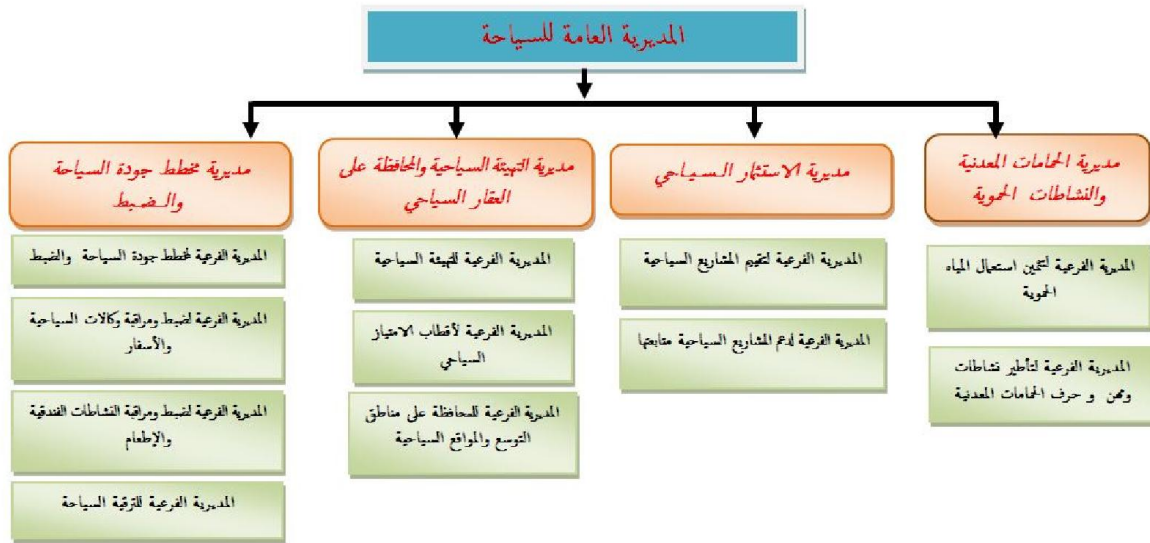 المديرية العامة للسياحة
مديرية الحمامات المعدنية
والنشاطات الحموية
المديرية الفرعية لتثمين استعمال المياه
الحموية
المديرية الفرعية لتأطير نشاطات
ومهن و حرف الحمامات المعدنية
مديرية الاستثمار السياحي
المديرية الفرعية لتقييم المشاريع السياحية
المديرية الفرعية لدعم المشاريع السياحية متابعتها
مديرية التهيئة السياحية والمحافظة على
العقار السياحي
المديرية الفرعية للتهيئة السياحية
المديرية الفرعية لأقطاب الامتياز
السياحي
المديرية الفرعية للمحافظة على مناطق
التوسع والمواقع السياحية
مديرية مخطط جودة السياحة
والضبط
المديرية الفرعية لمخطط جودة السياحة والضبط
المديرية الفرعية لضبط ومراقبة وكالات السياحية
والأسفار
المديرية الفرعية لضبط ومراقبة النشاطات الفندقية
والإطعام
المديرية الفرعية للترقية السياحة